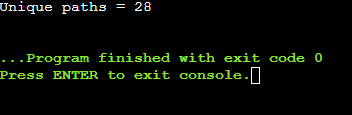 Unique paths = 28
...Program finished with exit code 0
Press ENTER to exit console.